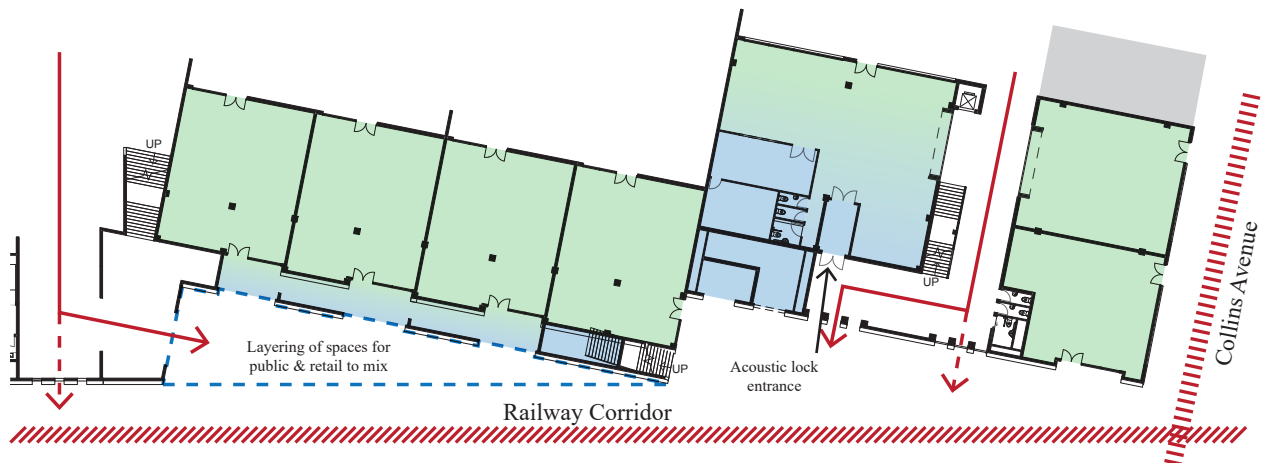 UP
Layering of spaces for
public & retail to mix
UP
Acoustic lock
entrance
UP
Railway Corridor
Collins Avenue